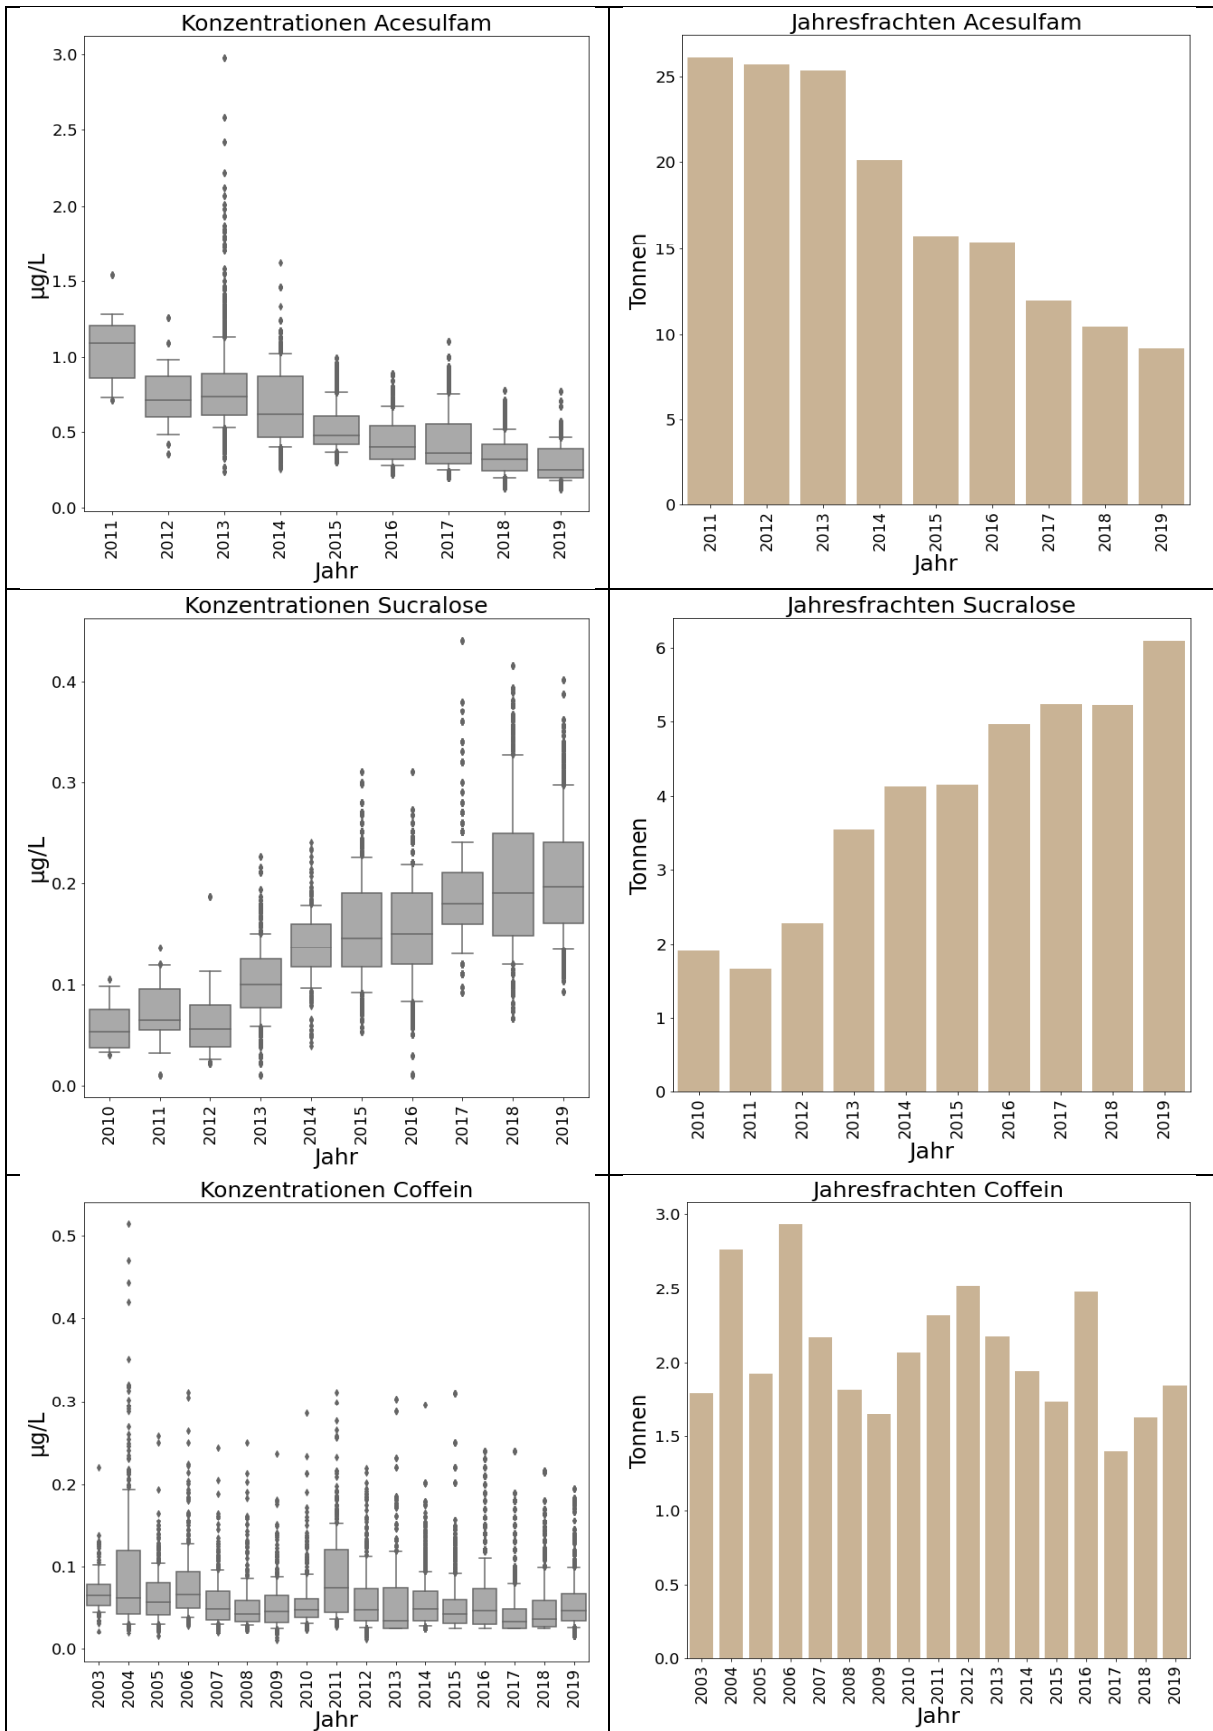 Konzentrationen Acesulfam
3.0
2.5
2.0
1.5
1.0
0.5
0.0
µg/L
2011 2012 2013 2014 2015 2016 2017 2018 2019
Jahr
Jahresfrachten Acesulfam
25
20
15
10
5
0
Tonnen
2011 2012 2013 2014 2015 2016 2017 2018 2019
Jahr
Konzentrationen Sucralose
0.4
0.3
0.2
0.1
0.0
µg/L
2010 2011 2012 2013 2014 2015 2016 2017 2018 2019
Jahr
Jahresfrachten Sucralose
6
5
4
3
2
1
0
Tonnen
2010 2011 2012 2013 2014 2015 2016 2017 2018 2019
Jahr
Konzentrationen Coffein
0.5
0.4
0.3
0.2
0.1
0.0
µg/L
2003 2004 2005 2006 2007 2008 2009 2010 2011 2012 2013 2014 2015 2016 2017 2018 2019
Jahr
Jahresfrachten Coffein
3.0
2.5
2.0
1.5
1.0
0.5
0.0
Tonnen
2003 2004 2005 2006 2007 2008 2009 2010 2011 2012 2013 2014 2015 2016 2017 2018 2019
Jahr